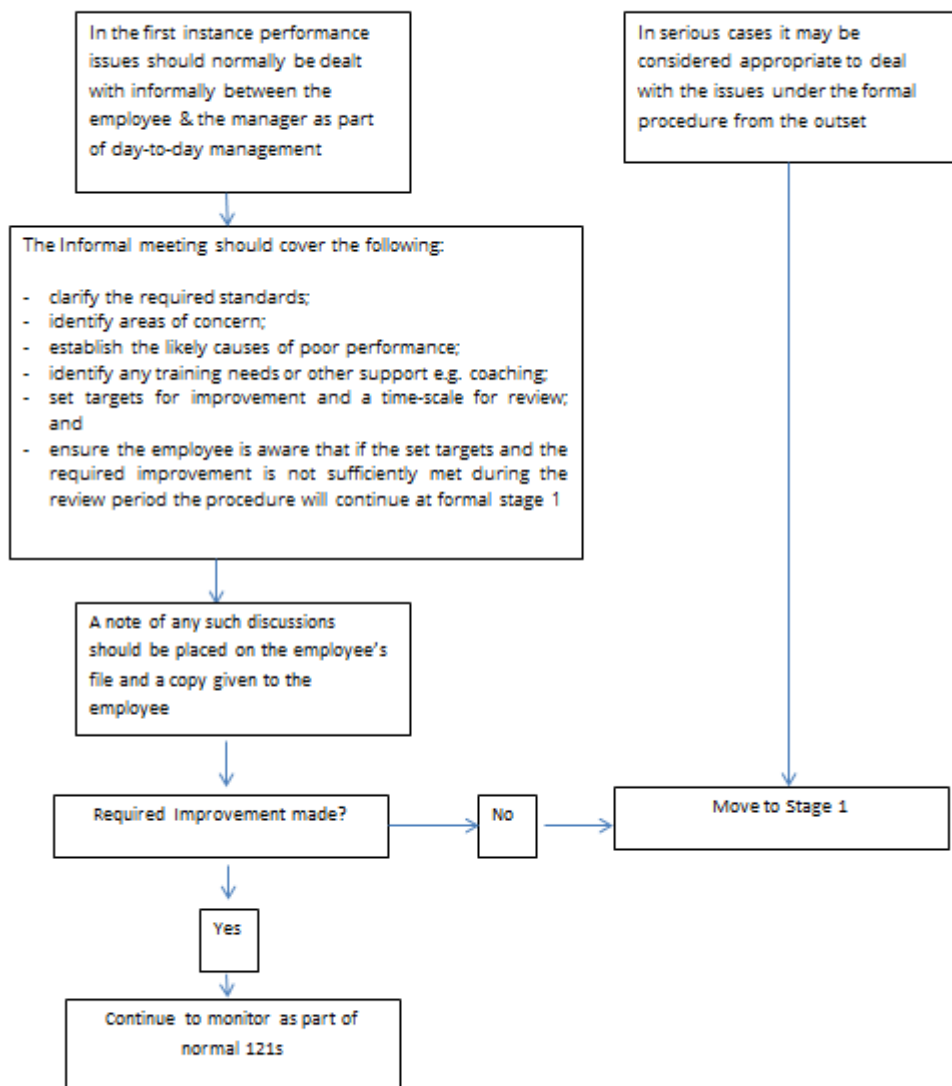 In the first instance performance
issues should normally be dealt
with informally between the
employee & the manager as part
of day-to-day management
In serious cases it may be
considered appropriate to deal
with the issues under the formal
procedure from the outset
The Informal meeting should cover the following:
- clarify the required standards;
- identify areas of concern;
- establish the likely causes of poor performance;
- identify any training needs or other support e.g. coaching;
- set targets for improvement and a time-scale for review;
and
- ensure the employee is aware that if the set targets and the
required improvement is not sufficiently met during the
review period the procedure will continue at formal stage 1
A note of any such discussions
should be placed on the employee's
file and a copy given to the
employee
Required Improvement made?
No
Move to Stage 1
Yes
Continue to monitor as part of
normal 121s